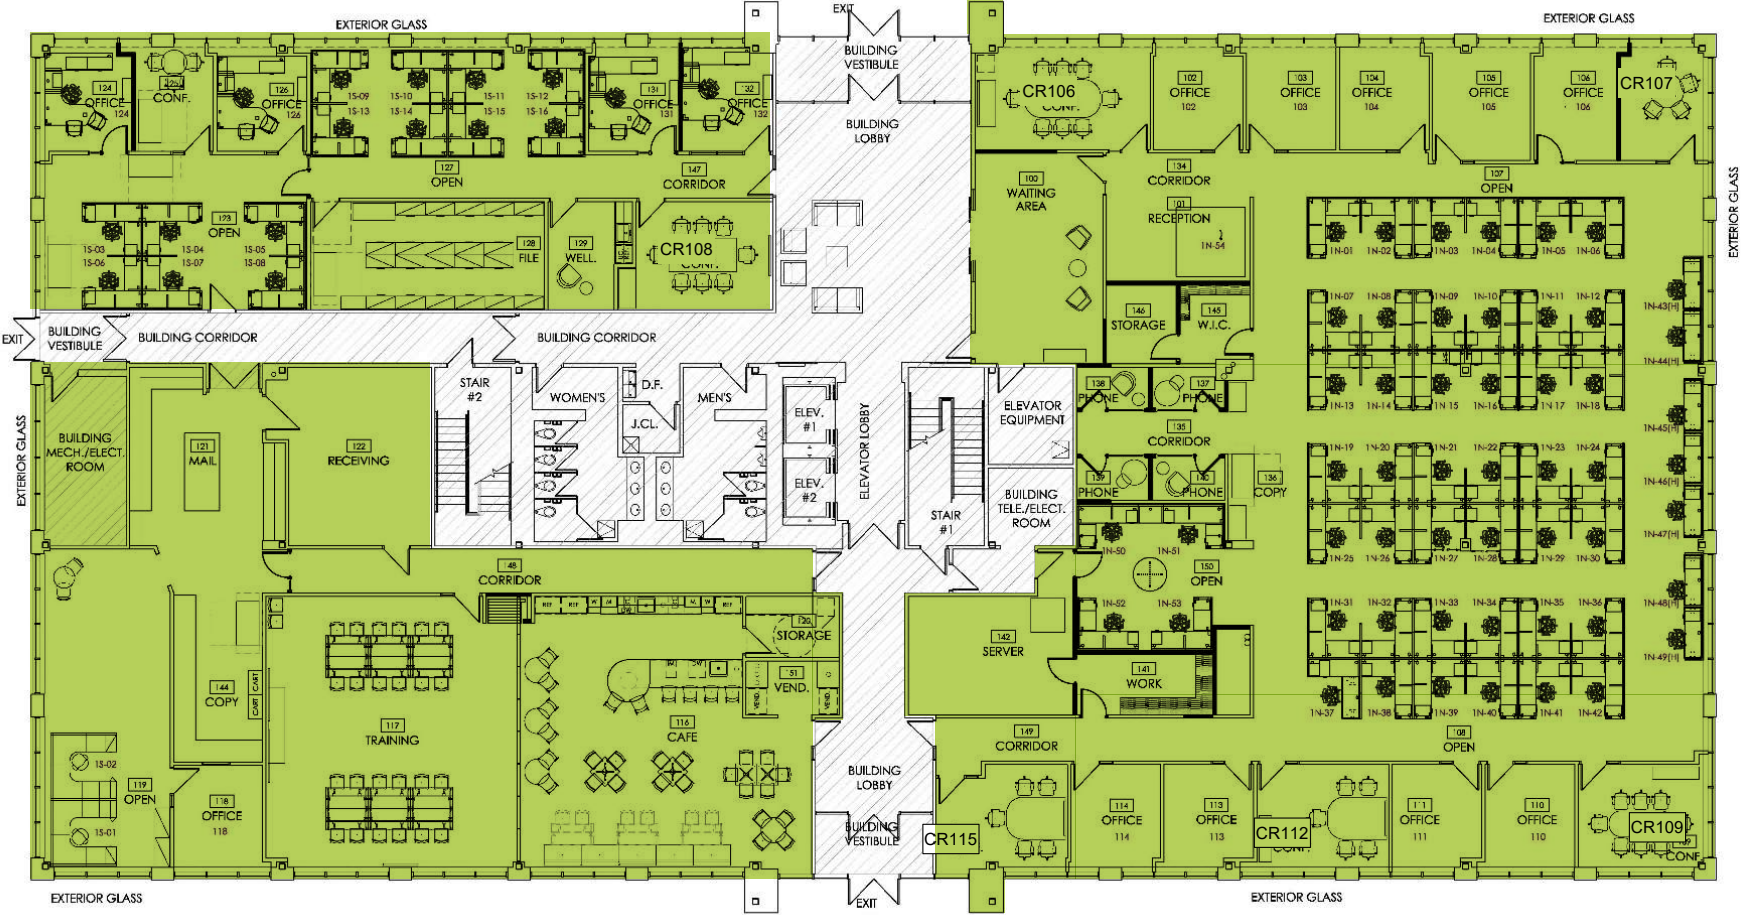 EXTERIOR GLASS
EXIT
EXTERIOR GLASS
BUILDING
VESTIBULE
124
OFFICE
124
125
CONF.
126
OFFICE
126
1S-09
1S-13
1S-10
1S-14
1S-11
1S-15
1S-12
1S-16
131
OFFICE
131
132
OFFICE
132
BUILDING
LOBBY
CR106
CONF.
102
OFFICE
102
103
OFFICE
103
104
OFFICE
104
105
OFFICE
105
106
OFFICE
106
CR107
127
OPEN
147
CORRIDOR
100
WAITING
AREA
134
CORRIDOR
107
OPEN
EXTERIOR GLASS
101
RECEPTION
1N-54
123
OPEN
1S-03
1S-06
1S-04
1S-07
1S-05
1S-08
128
FILE
129
WELL.
CR108
CONF.
1N-01
1N-02
1N-03
1N-04
1N-05
1N-06
1N-07
1N-08
1N-09
1N-10
1N-11
1N-12
1N-43(H)
146
STORAGE
145
W.I.C.
EXIT
BUILDING
VESTIBULE
BUILDING CORRIDOR
BUILDING CORRIDOR
1N-44(H)
STAIR
#2
WOMEN'S
D.F.
MEN'S
J.CL.
ELEV.
#1
ELEV.
#2
ELEVATOR LOBBY
ELEVATOR
EQUIPMENT
138
PHONE
137
PHONE
1N-13
1N-14
1N-15
1N-16
1N-17
1N-18
135
CORRIDOR
1N-45(H)
EXTERIOR GLASS
BUILDING
MECH./ELECT.
ROOM
121
MAIL
122
RECEIVING
1N-19
1N-20
1N-21
1N-22
1N-23
1N-24
139
PHONE
140
PHONE
136
COPY
1N-46(H)
STAIR
#1
BUILDING
TELE./ELECT.
ROOM
1N-47(H)
1N-50
1N-51
1N-25
1N-26
1N-27
1N-28
1N-29
1N-30
148
CORRIDOR
150
OPEN
1N-52
1N-53
1N-31
1N-32
1N-33
1N-34
1N-35
1N-36
1N-48(H)
REF
REF
W
M
M
W
REF
120
STORAGE
142
SERVER
1N-49(H)
141
WORK
144
COPY
CART
CART
DW
151
VEND.
VEND.
VEND.
1N-37
1N-38
1N-39
1N-40
1N-41
1N-42
117
TRAINING
116
CAFE
149
CORRIDOR
108
OPEN
1S-02
119
OPEN
1S-01
118
OFFICE
118
BUILDING
LOBBY
BUILDING
VESTIBULE
CR115
114
OFFICE
114
113
OFFICE
113
CR112
CONF.
111
OFFICE
111
110
OFFICE
110
CR109
CONF.
EXTERIOR GLASS
EXIT
EXTERIOR GLASS